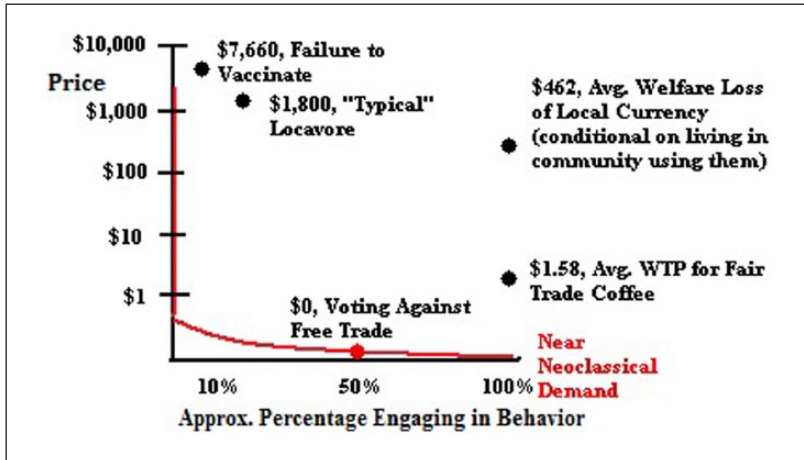 $10,000
$7,660, Failure to
Vaccinate
Price
$1,800, "Typical"
Locavore
$1,000
$462, Avg. Welfare Loss
of Local Currency
(conditional on living in
community using them)
$100
$10
$1
$1.58, Avg. WTP for Fair
Trade Coffee
$0, Voting Against
Free Trade
Near
Neoclassical
Demand
10%
50%
100%
Approx. Percentage Engaging in Behavior